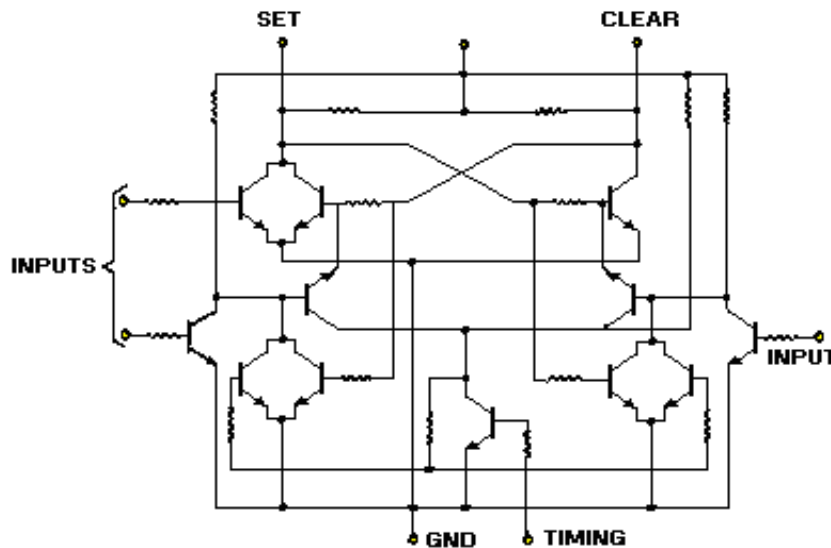 SET
CLEAR
INPUTS
INPUT
GND
TIMING